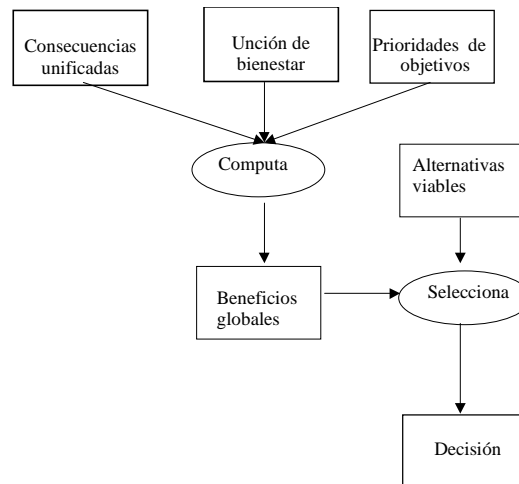 Consecuencias
unificadas
Unción de
bienestar
Prioridades de
objetivos
Computa
Alternativas
viables
Beneficios
globales
Selecciona
Decisión